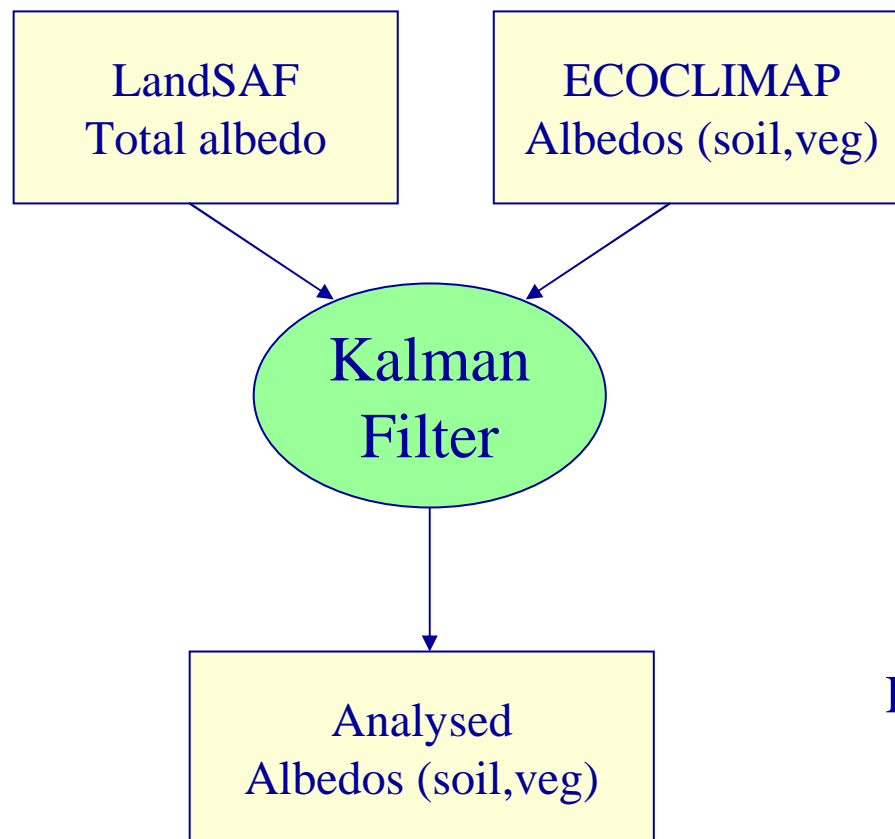 LandSAF
Total albedo
ECOCLIMAP
Albedos (soil,veg)
Kalman
Filter
Analysed
Albedos (soil,veg)